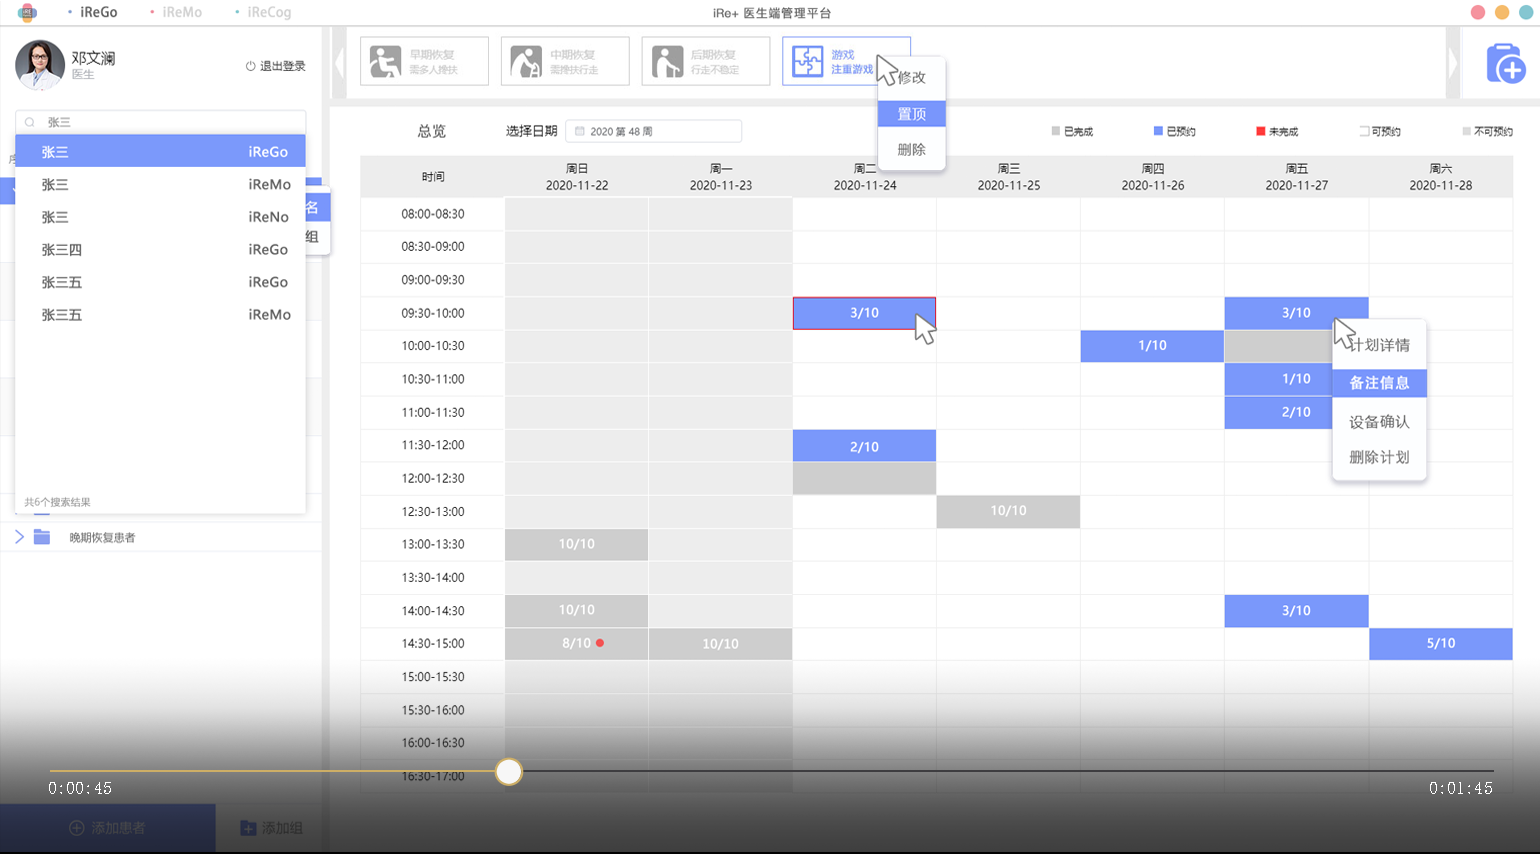 iReGo
iReMo
iReCog
iRe+ 医生端管理平台
邓文澜
医生
退出登录
张三
张三 iReGo
张三 iReMo
张三 iReNo
张三四 iReGo
张三五 iReGo
张三五 iReMo
共6个搜索结果
名
组
晚期恢复患者
添加患者
添加组
早期恢复
需多人搀扶
中期恢复
需搀扶行走
后期恢复
行走不稳定
游戏
注重游戏
修改
置顶
删除
总览
选择日期
2020 第 48 周
已完成
已预约
未完成
可预约
不可预约
时间
周日
2020-11-22
周一
2020-11-23
周二
2020-11-24
周三
2020-11-25
周四
2020-11-26
周五
2020-11-27
周六
2020-11-28
08:00-08:30
08:30-09:00
09:00-09:30
09:30-10:00 3/10 3/10
10:00-10:30 1/10
10:30-11:00 1/10
11:00-11:30 2/10
11:30-12:00 2/10
12:00-12:30
12:30-13:00 10/10
13:00-13:30 10/10
13:30-14:00
14:00-14:30 10/10 3/10
14:30-15:00 8/10 10/10 5/10
15:00-15:30
15:30-16:00
16:00-16:30
16:30-17:00
计划详情
备注信息
设备确认
删除计划
0:00:45
0:01:45